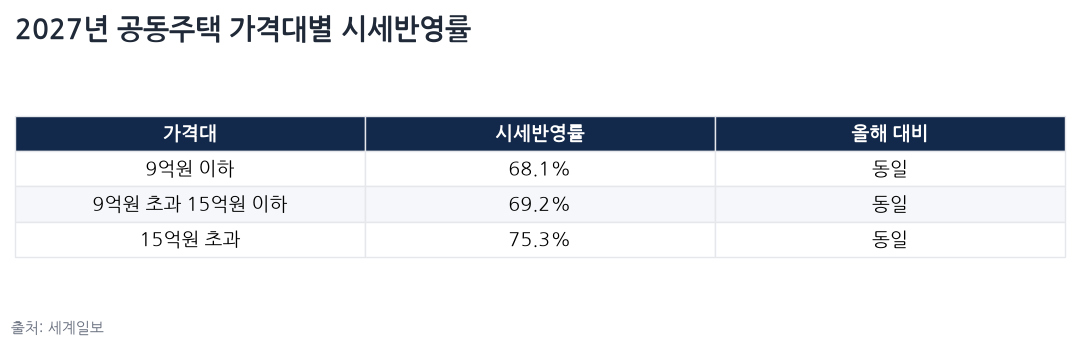 2027년 공동주택 가격대별 시세반영률
가격대 시세반영률 올해 대비
9억원 이하 68.1% 동일
9억원 초과 15억원 이하 69.2% 동일
15억원 초과 75.3% 동일
출처: 세계일보